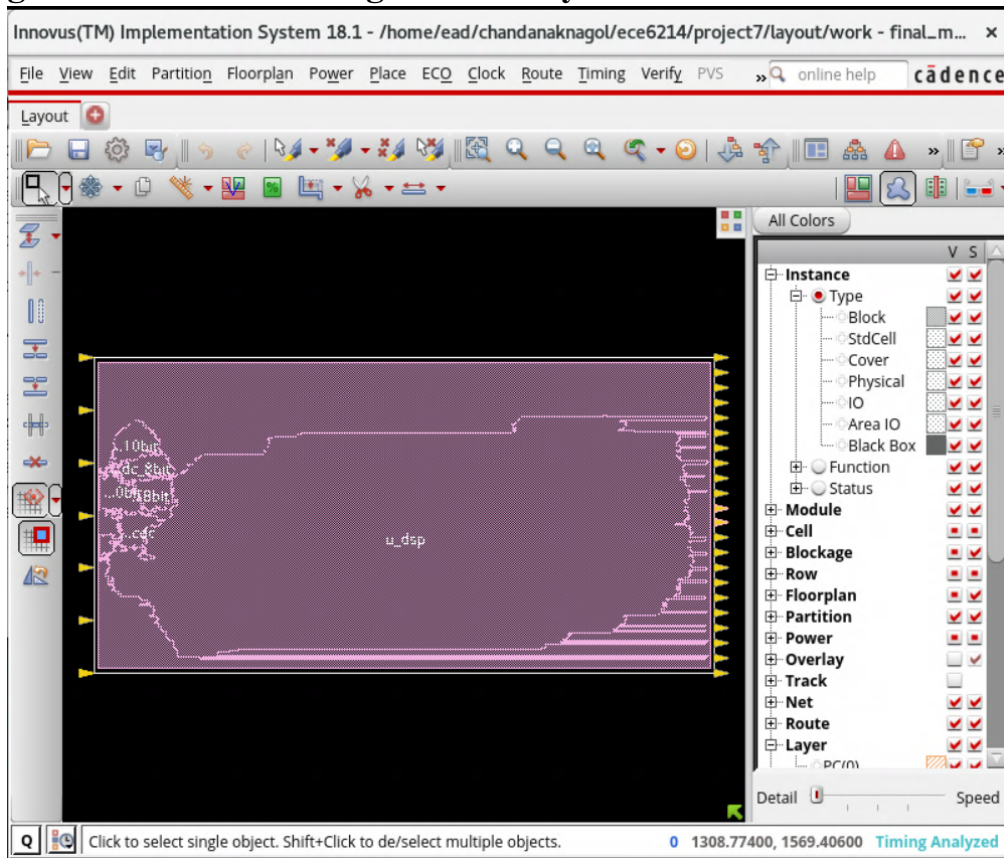 Innovus(TM) Implementation System 18.1 - /home/ead/chandanaknagol/ece6214/project7/layout/work - final_m... ×
File View Edit Partition Floorplan Power Place ECO Clock Route Timing Verify PVS » online help cādence
Layout
»
All Colors
V S
Instance
Type
Block
StdCell
Cover
Physical
IO
Area IO
Black Box
Function
Status
Module
Cell
Blockage
Row
Floorplan
Partition
Power
Overlay
Track
Net
Route
Layer
PC(0)
..10bit
dc_8bit
18bit
..cdc
u_dsp
Detail Speed
Q Click to select single object. Shift+Click to de/select multiple objects. 0 1308.77400, 1569.40600 Timing Analyzed